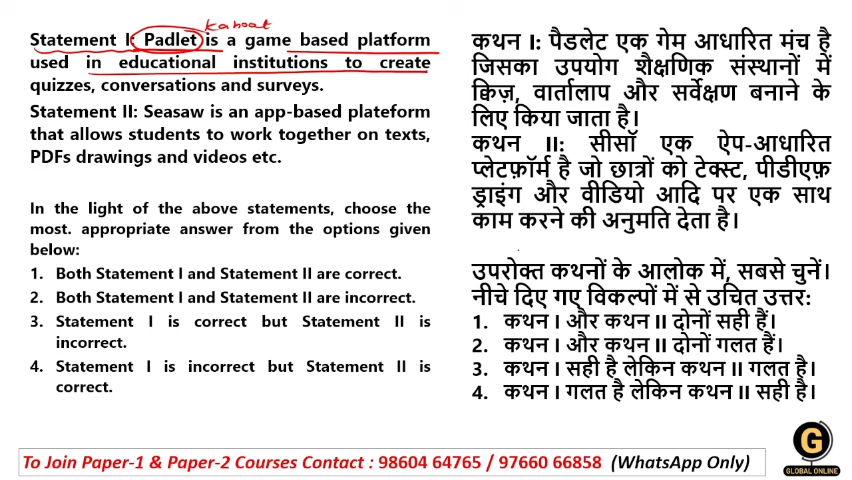 kahoot
Statement I: Padlet is a game based platform
used in educational institutions to create
quizzes, conversations and surveys.
Statement II: Seasaw is an app-based plateform
that allows students to work together on texts,
PDFs drawings and videos etc.
In the light of the above statements, choose the
most. appropriate answer from the options given
below:
1. Both Statement I and Statement II are correct.
2. Both Statement I and Statement II are incorrect.
3. Statement I is correct but Statement II is
incorrect.
4. Statement I is incorrect but Statement II is
correct.
कथन I: पैडलेट एक गेम आधारित मंच है
जिसका उपयोग शैक्षणिक संस्थानों में
क्विज़, वार्तालाप और सर्वेक्षण बनाने के
लिए किया जाता है।
कथन II: सीसॉ एक ऐप-आधारित
प्लेटफ़ॉर्म है जो छात्रों को टेक्स्ट, पीडीएफ़
ड्राइंग और वीडियो आदि पर एक साथ
काम करने की अनुमति देता है।
उपरोक्त कथनों के आलोक में, सबसे चुनें।
नीचे दिए गए विकल्पों में से उचित उत्तर:
1. कथन I और कथन II दोनों सही हैं।
2. कथन I और कथन II दोनों गलत हैं।
3. कथन I सही है लेकिन कथन II गलत है।
4. कथन I गलत है लेकिन कथन II सही है।
To Join Paper-1 & Paper-2 Courses Contact : 98604 64765 / 97660 66858 (WhatsApp Only)
G
GLOBAL ONLINE